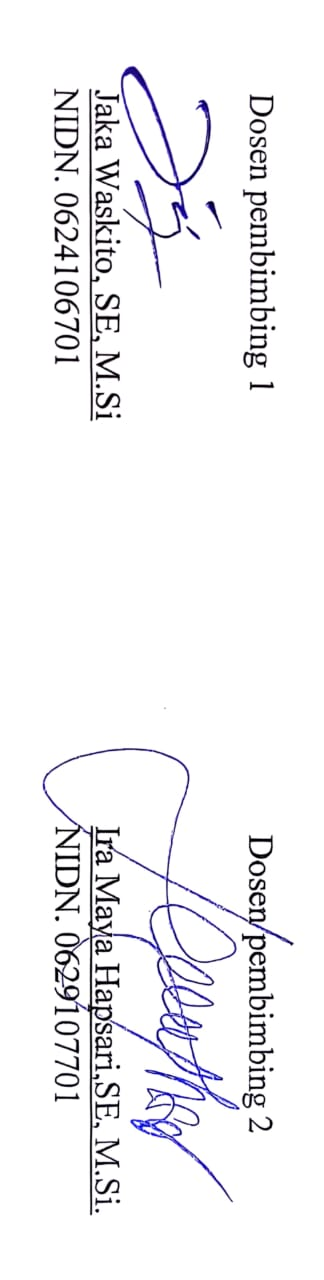 Dosen pembimbing 1
Jaka Waskito, SE, M.Si
NIDN. 0624106701
Dosen pembimbing 2
Ira Maya Hapsari,SE, M.Si.
NIDN. 0629107701